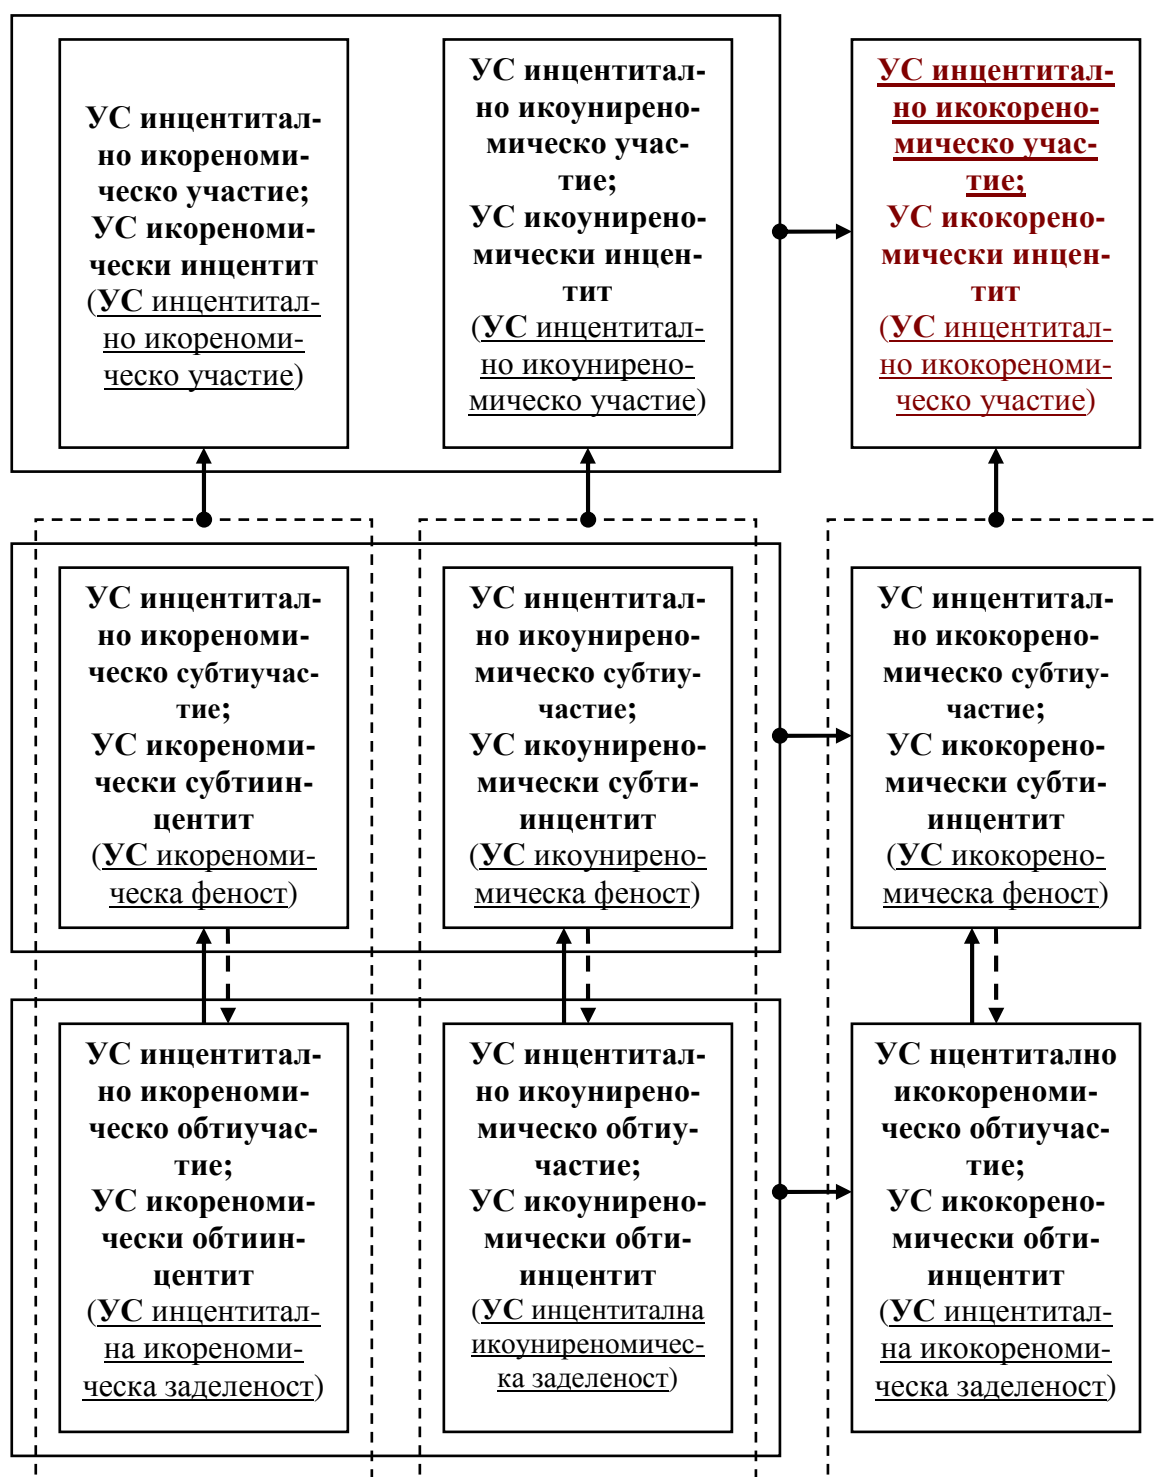 УС инцентитал-
но икореноми-
ческо участие;
УС икореноми-
чески инцентит
(УС инцентитал-
но икореноми-
ческо участие)
УС инцентитал-
но икоунирено-
мическо учас-
тие;
УС икоунирено-
мически инцен-
тит
(УС инцентитал-
но икоунирено-
мическо участие)
УС инцентитал-
но икокорено-
мическо учас-
тие;
УС икокорено-
мически инцен-
тит
(УС инцентитал-
но икокореноми-
ческо участие)
УС инцентитал-
но икореноми-
ческо субтиучас-
тие;
УС икореноми-
чески субтиин-
центит
(УС икореноми-
ческа феност)
УС инцентитал-
но икоунирено-
мическо субтиу-
частие;
УС икоунирено-
мически субти-
инцентит
(УС икоунирено-
мическа феност)
УС инцентитал-
но икокорено-
мическо субтиу-
частие;
УС икокорено-
мически субти-
инцентит
(УС икокорено-
мическа феност)
УС инцентитал-
но икореноми-
ческо обтиучас-
тие;
УС икореноми-
чески обтиин-
центит
(УС инцентитал-
на икореноми-
ческа заделеност)
УС инцентитал-
но икоунирено-
мическо обтиу-
частие;
УС икоунирено-
мически обти-
инцентит
(УС инцентитална
икоуниреномичес-
ка заделеност)
УС нцентитално
икокореноми-
ческо обтиучас-
тие;
УС икокорено-
мически обти-
инцентит
(УС инцентитал-
на икокореноми-
ческа заделеност)